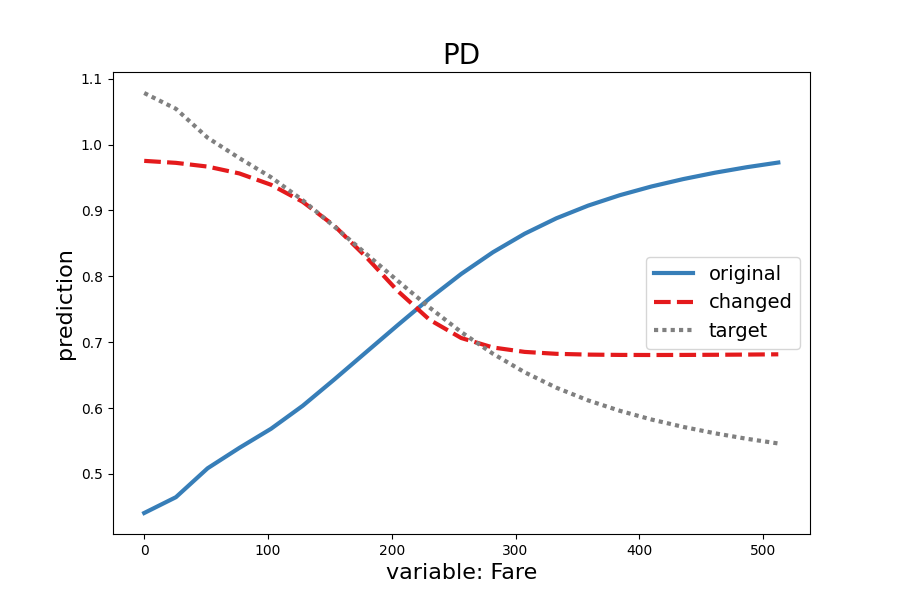 PD
1.1
1.0
0.9
0.8
0.7
0.6
0.5
prediction
original
changed
target
0 100 200 300 400 500
variable: Fare